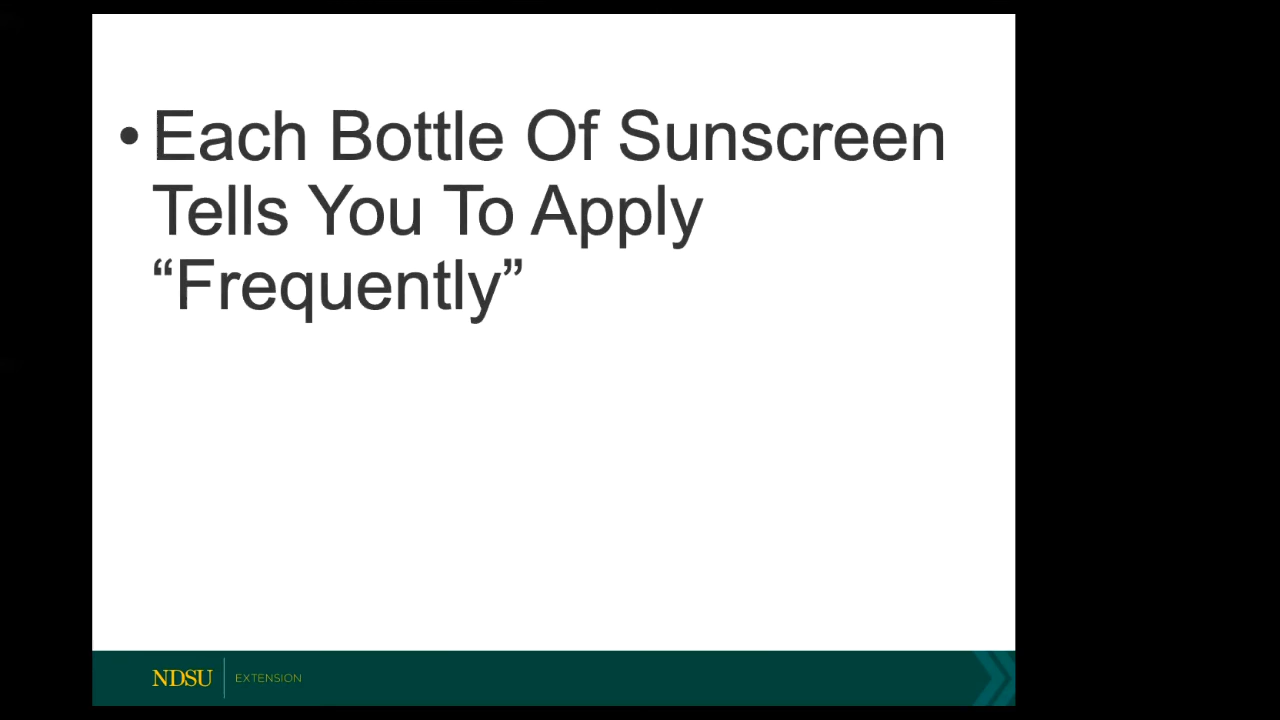 • Each Bottle Of Sunscreen
Tells You To Apply
“Frequently”
NDSU EXTENSION